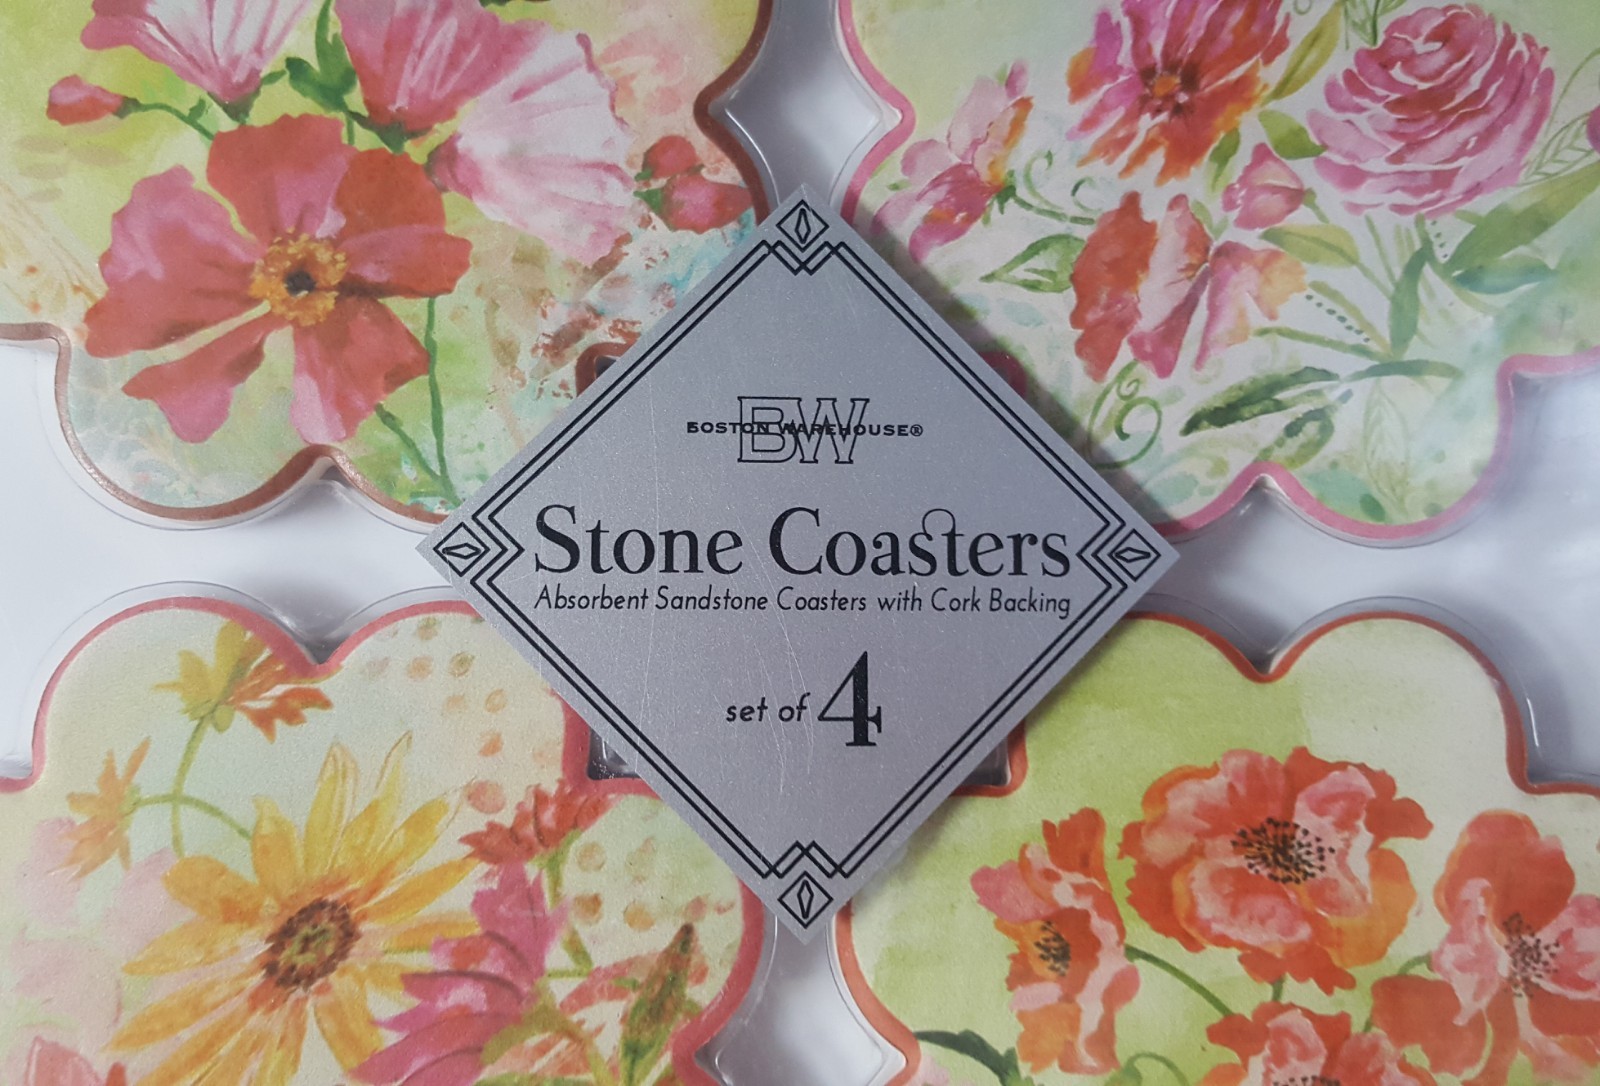 BW
BOSTON WAREHOUSE®
Stone Coasters
Absorbent Sandstone Coasters with Cork Backing
set of 4